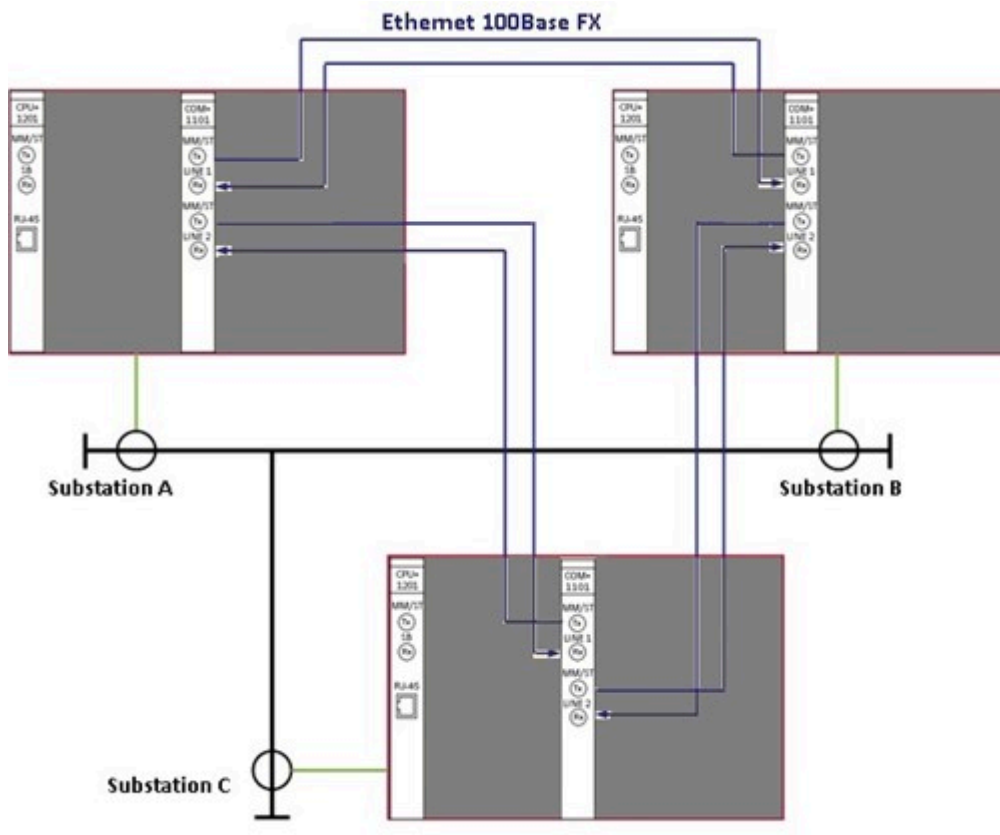 Ethernet 100Base FX
CPU+
1201
MM/ST
Tx
SB
Rx
RJ-45
COM+
1101
MM/ST
Tx
LINE 1
Rx
MM/ST
Tx
LINE 2
Rx
CPU+
1201
MM/ST
Tx
SB
Rx
RJ-45
COM+
1101
MM/ST
Tx
LINE 1
Rx
MM/ST
Tx
LINE 2
Rx
Substation A
Substation B
CPU+
1201
MM/ST
Tx
SB
Rx
RJ-45
COM+
1101
MM/ST
Tx
LINE 1
Rx
MM/ST
Tx
LINE 2
Rx
Substation C